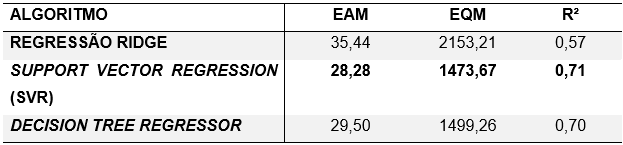 ALGORITMO EAM EQM R²
REGRESSÃO RIDGE 35,44 2153,21 0,57
SUPPORT VECTOR REGRESSION 28,28 1473,67 0,71
(SVR)
DECISION TREE REGRESSOR 29,50 1499,26 0,70